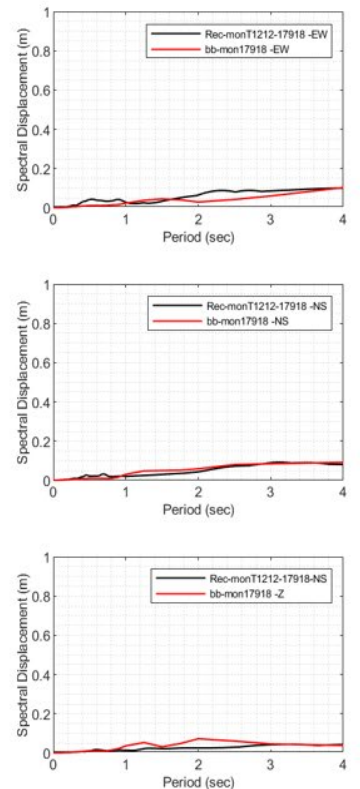 1
0.8
0.6
0.4
0.2
0
Spectral Displacement (m)
Rec-monT1212-17918 -EW
bb-mon17918 -EW
0 1 2 3 4
Period (sec)
1
0.8
0.6
0.4
0.2
0
Spectral Displacement (m)
Rec-monT1212-17918 -NS
bb-mon17918 -NS
0 1 2 3 4
Period (sec)
1
0.8
0.6
0.4
0.2
0
Spectral Displacement (m)
Rec-monT1212-17918-NS
bb-mon17918 -Z
0 1 2 3 4
Period (sec)